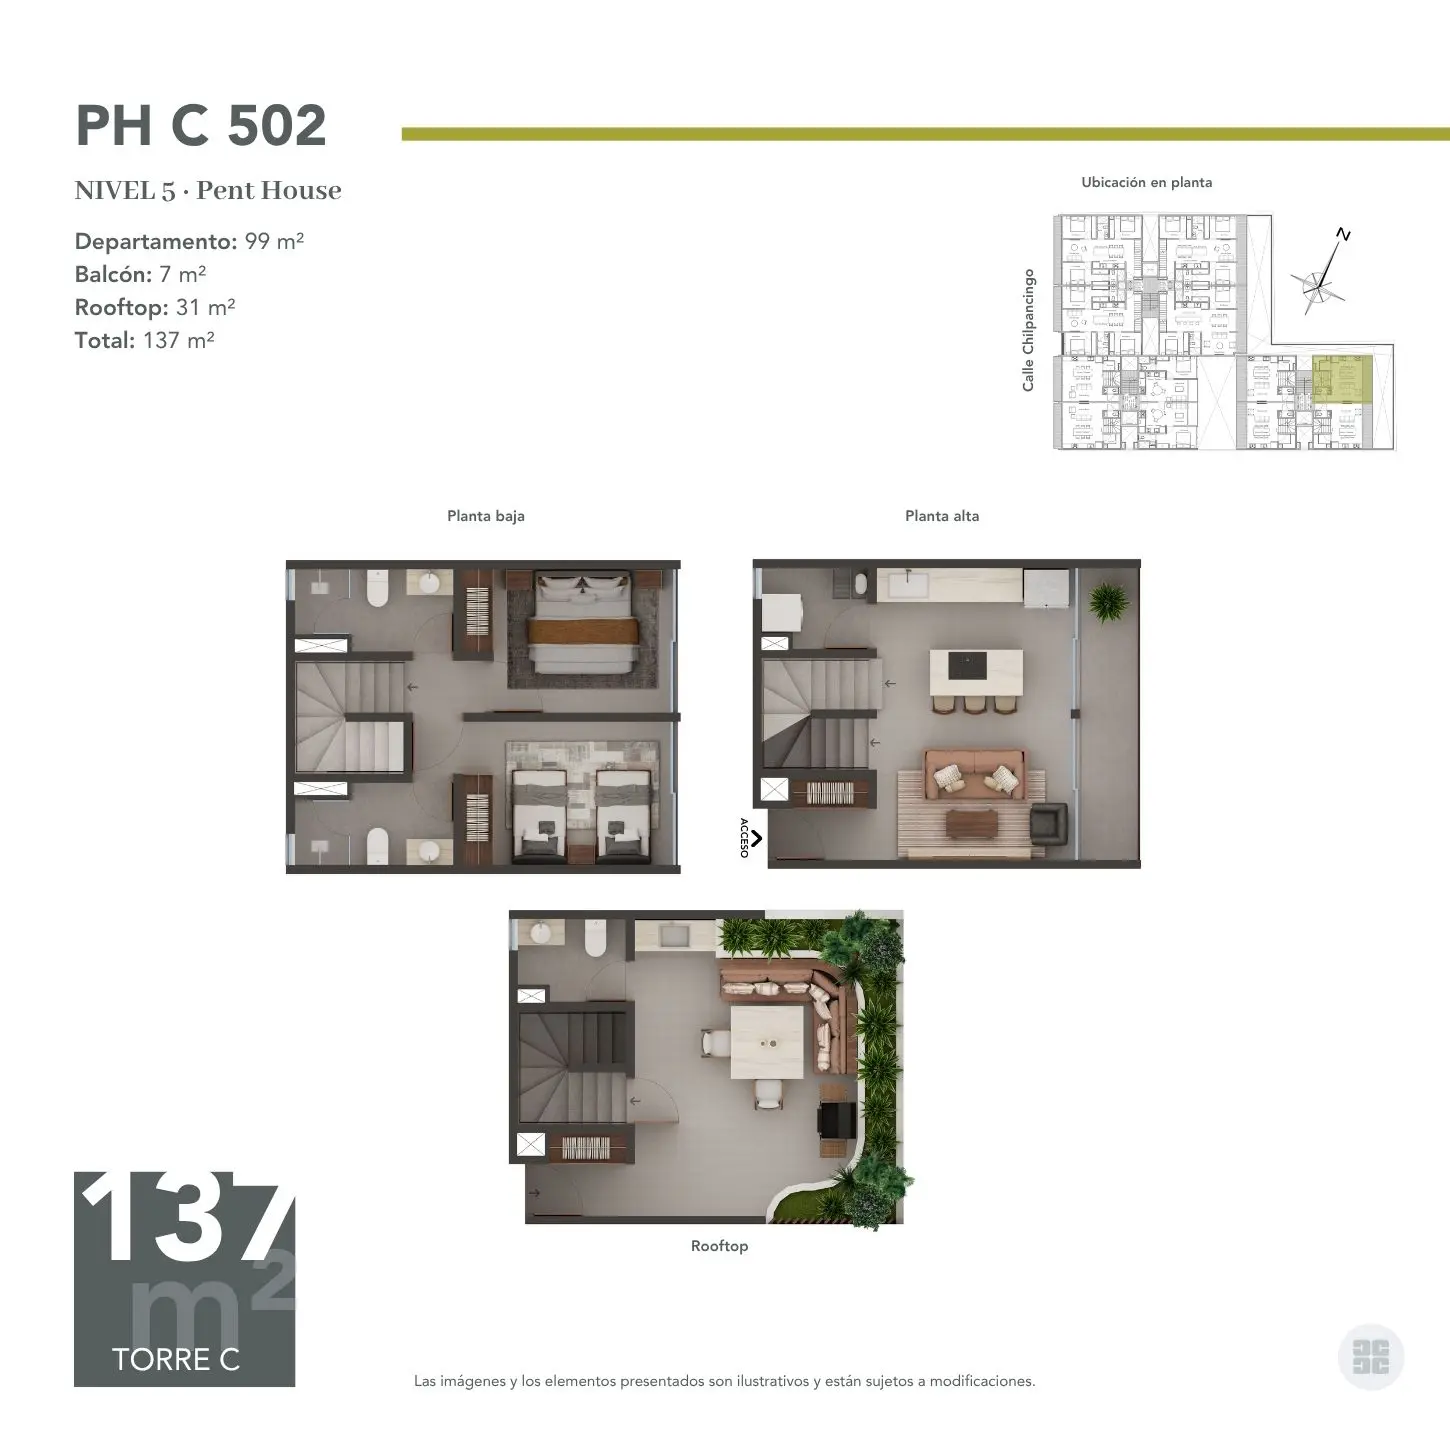 PH C 502
NIVEL 5 · Pent House
Departamento: 99 m²
Balcón: 7 m²
Rooftop: 31 m²
Total: 137 m²
Ubicación en planta
N
Calle Chilpancingo
Planta baja
Planta alta
ACCESO
Rooftop
137
m²
TORRE C
Las imágenes y los elementos presentados son ilustrativos y están sujetos a modificaciones.